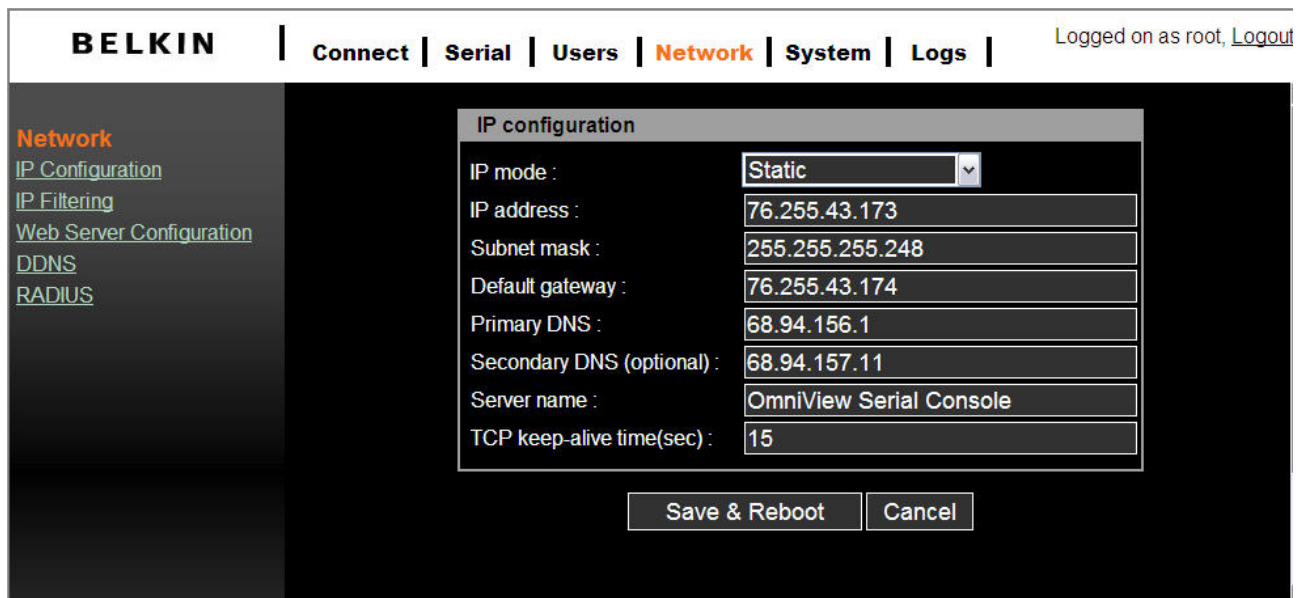 BELKIN | Connect | Serial | Users | Network | System | Logs | Logged on as root, Logout
Network
IP Configuration
IP Filtering
Web Server Configuration
DDNS
RADIUS
IP configuration
IP mode : Static
IP address : 76.255.43.173
Subnet mask : 255.255.255.248
Default gateway : 76.255.43.174
Primary DNS : 68.94.156.1
Secondary DNS (optional) : 68.94.157.11
Server name : OmniView Serial Console
TCP keep-alive time(sec) : 15
Save & Reboot Cancel